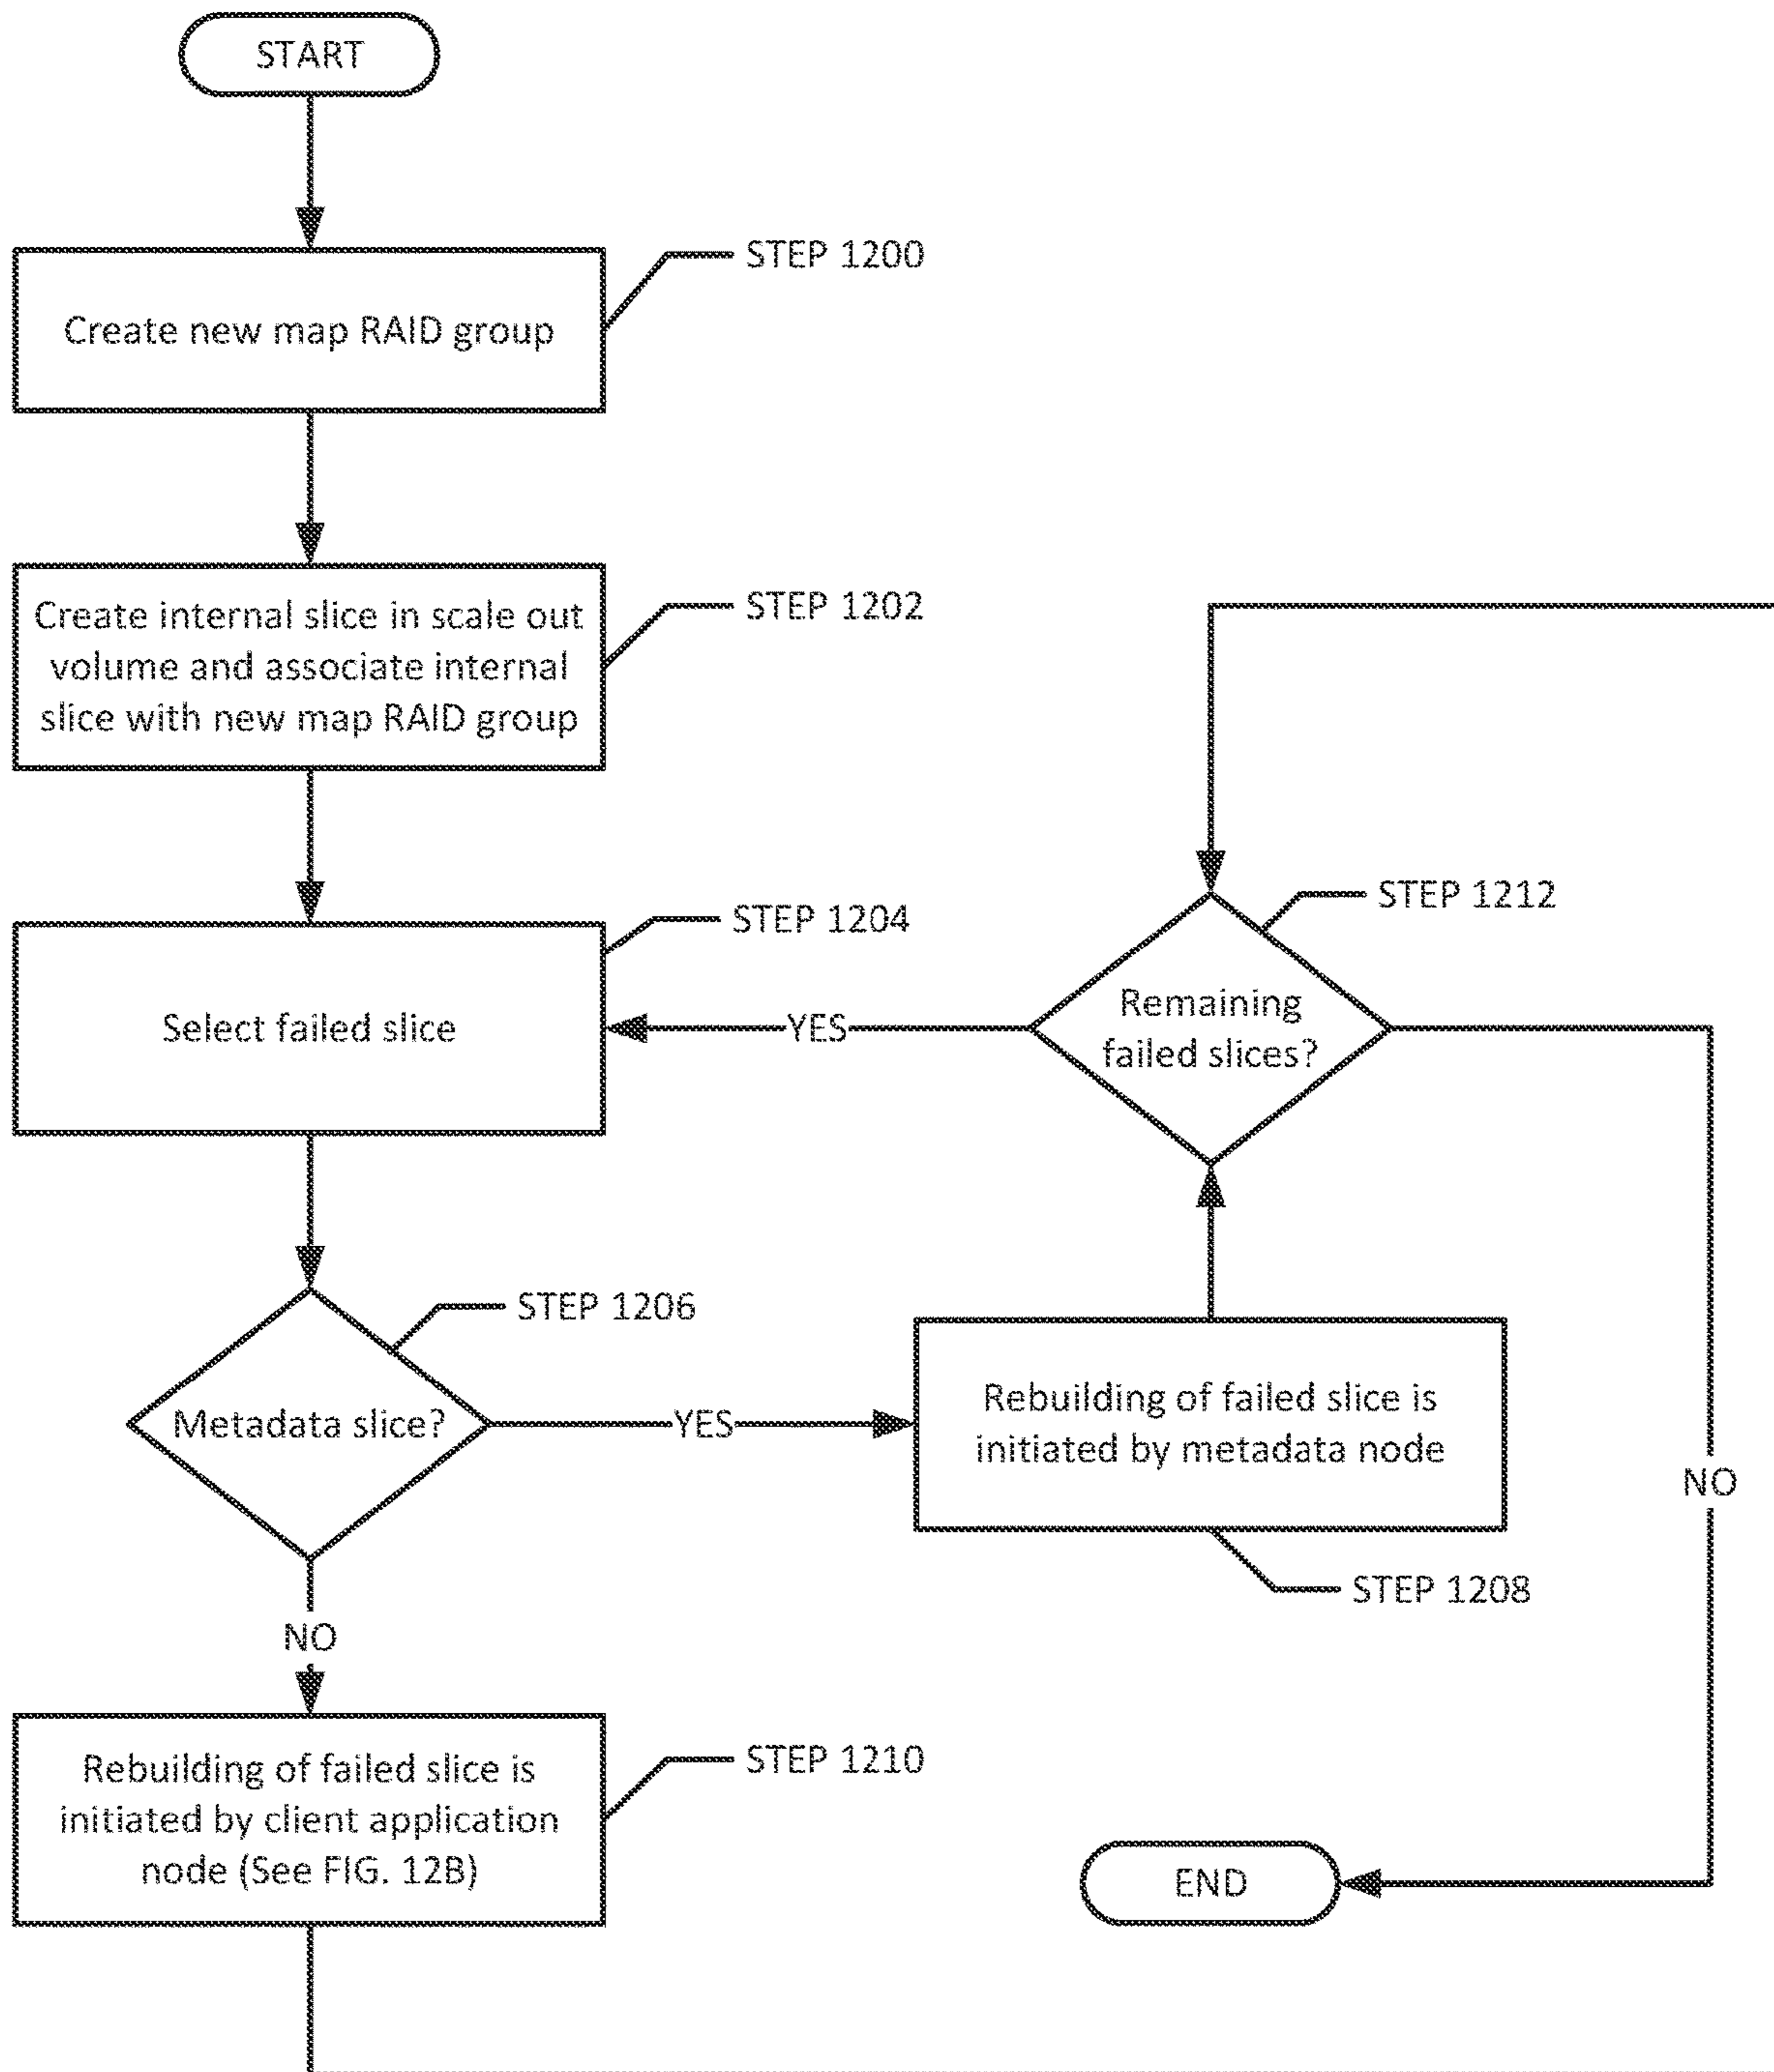 START
STEP 1200
Create new map RAID group
STEP 1202
Create internal slice in scale out
volume and associate internal
slice with new map RAID group
STEP 1204
Select failed slice
YES
STEP 1212
Remaining
failed slices?
STEP 1206
Metadata slice?
YES
Rebuilding of failed slice is
initiated by metadata node
STEP 1208
NO
NO
STEP 1210
Rebuilding of failed slice is
initiated by client application
node (See FIG. 12B)
END